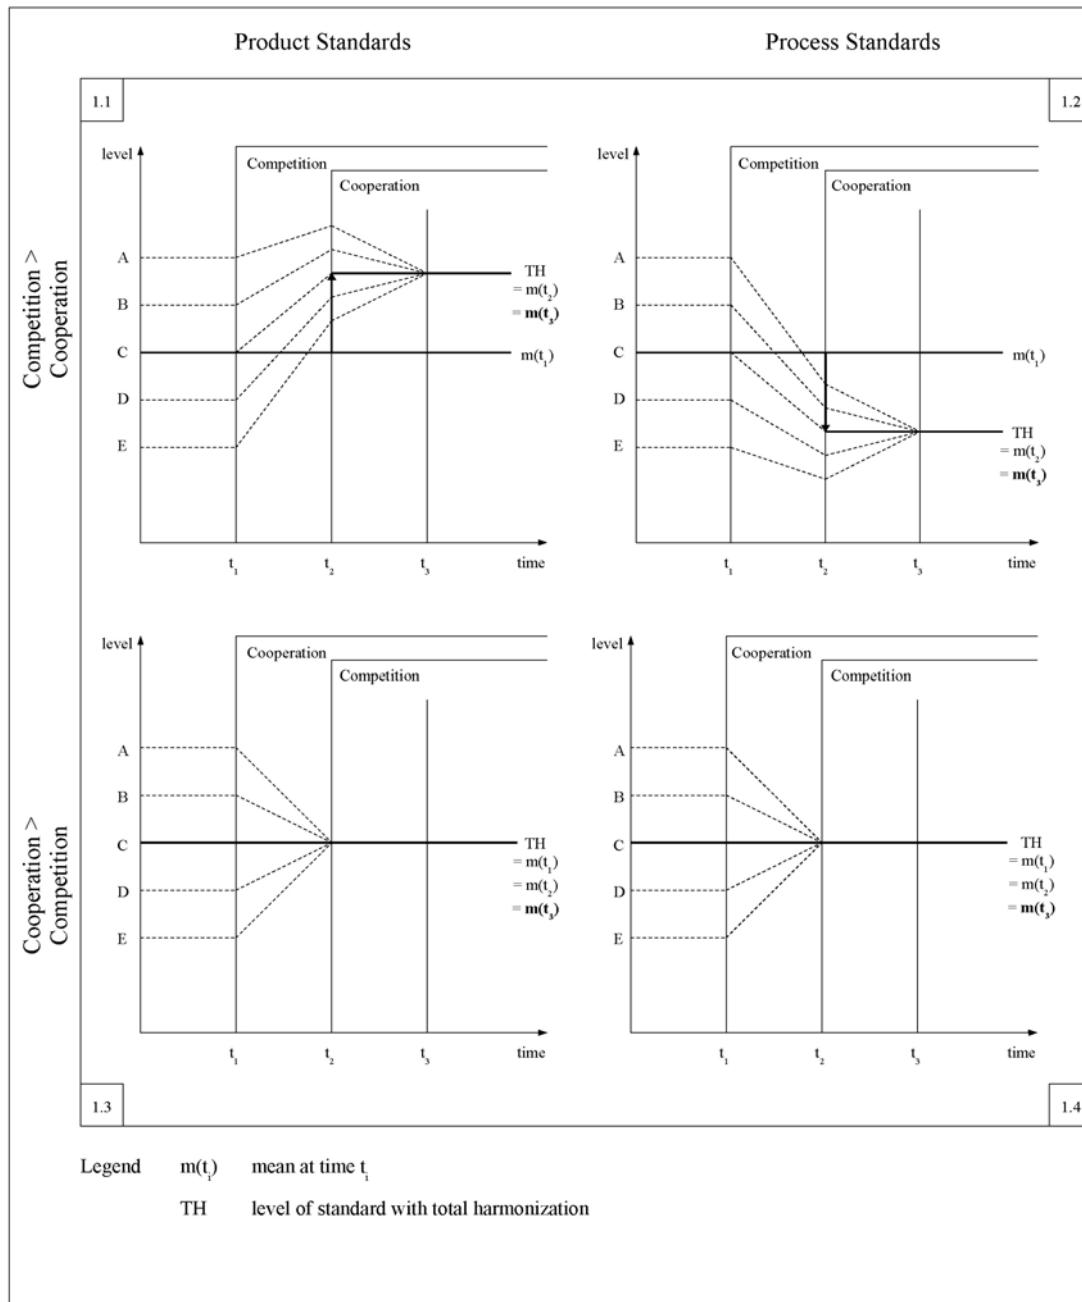 Product Standards
Process Standards
1.1
1.2
Competition >
Cooperation
level
Competition
Cooperation
A
B
C
D
E
TH
= m(t₂)
= m(t₃)
m(t₁)
t₁
t₂
t₃
time
level
Competition
Cooperation
A
B
C
D
E
m(t₁)
TH
= m(t₂)
= m(t₃)
t₁
t₂
t₃
time
Cooperation >
Competition
level
Cooperation
Competition
A
B
C
D
E
TH
= m(t₁)
= m(t₂)
= m(t₃)
t₁
t₂
t₃
time
level
Cooperation
Competition
A
B
C
D
E
TH
= m(t₁)
= m(t₂)
= m(t₃)
t₁
t₂
t₃
time
1.3
1.4
Legend m(tᵢ) mean at time tᵢ
TH level of standard with total harmonization